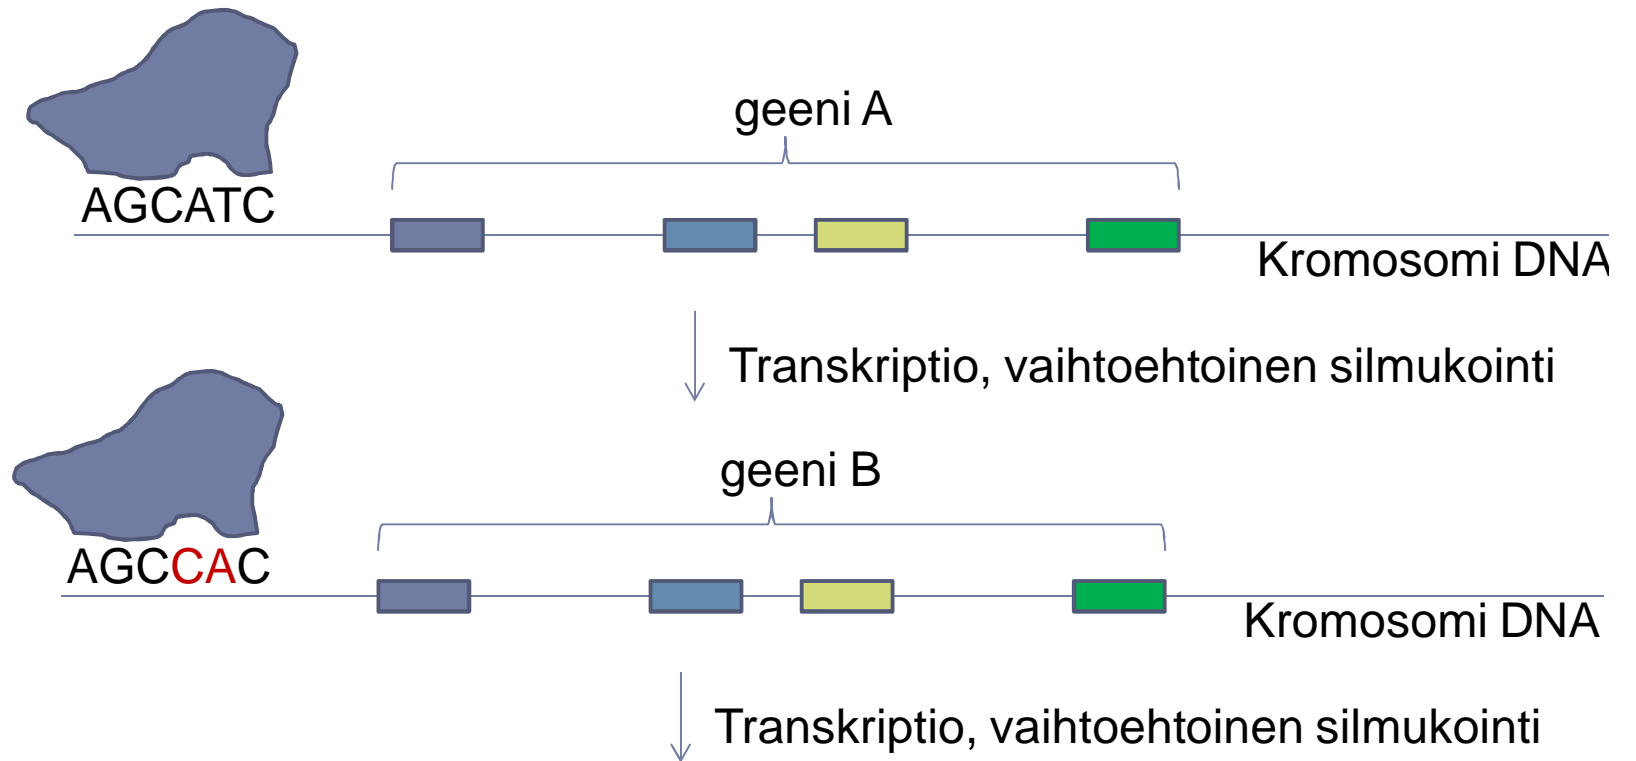 geeni A
AGCATC
Kromosomi DNA
Transkriptio, vaihtoehtoinen silmukointi
geeni B
AGCCAC
Kromosomi DNA
Transkriptio, vaihtoehtoinen silmukointi